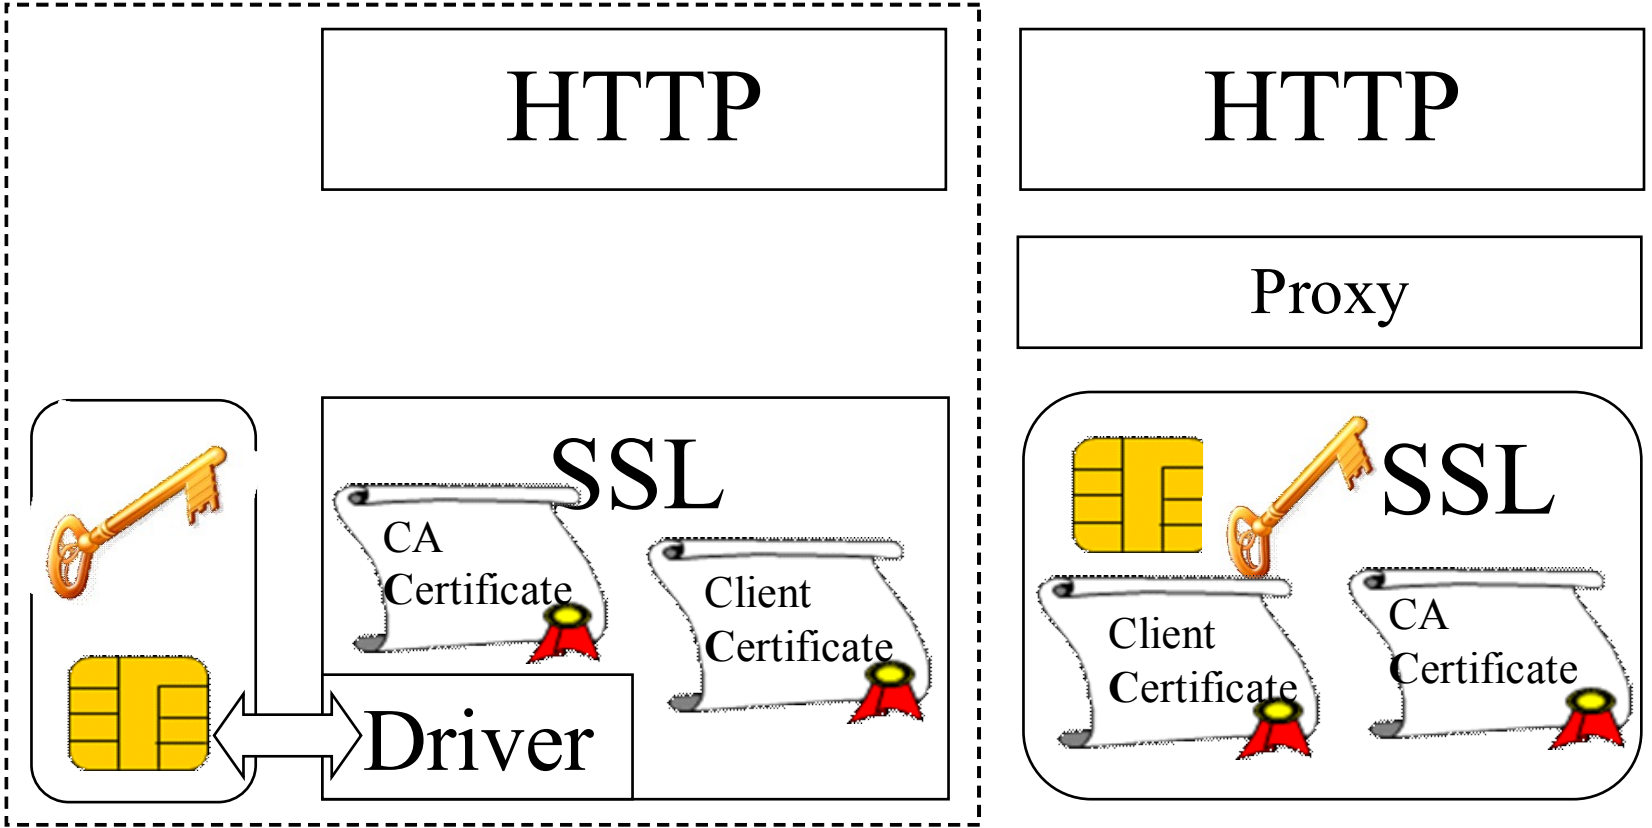 HTTP
SSL
CA
Certificate
Client
Certificate
Driver
HTTP
Proxy
SSL
Client
Certificate
CA
Certificate